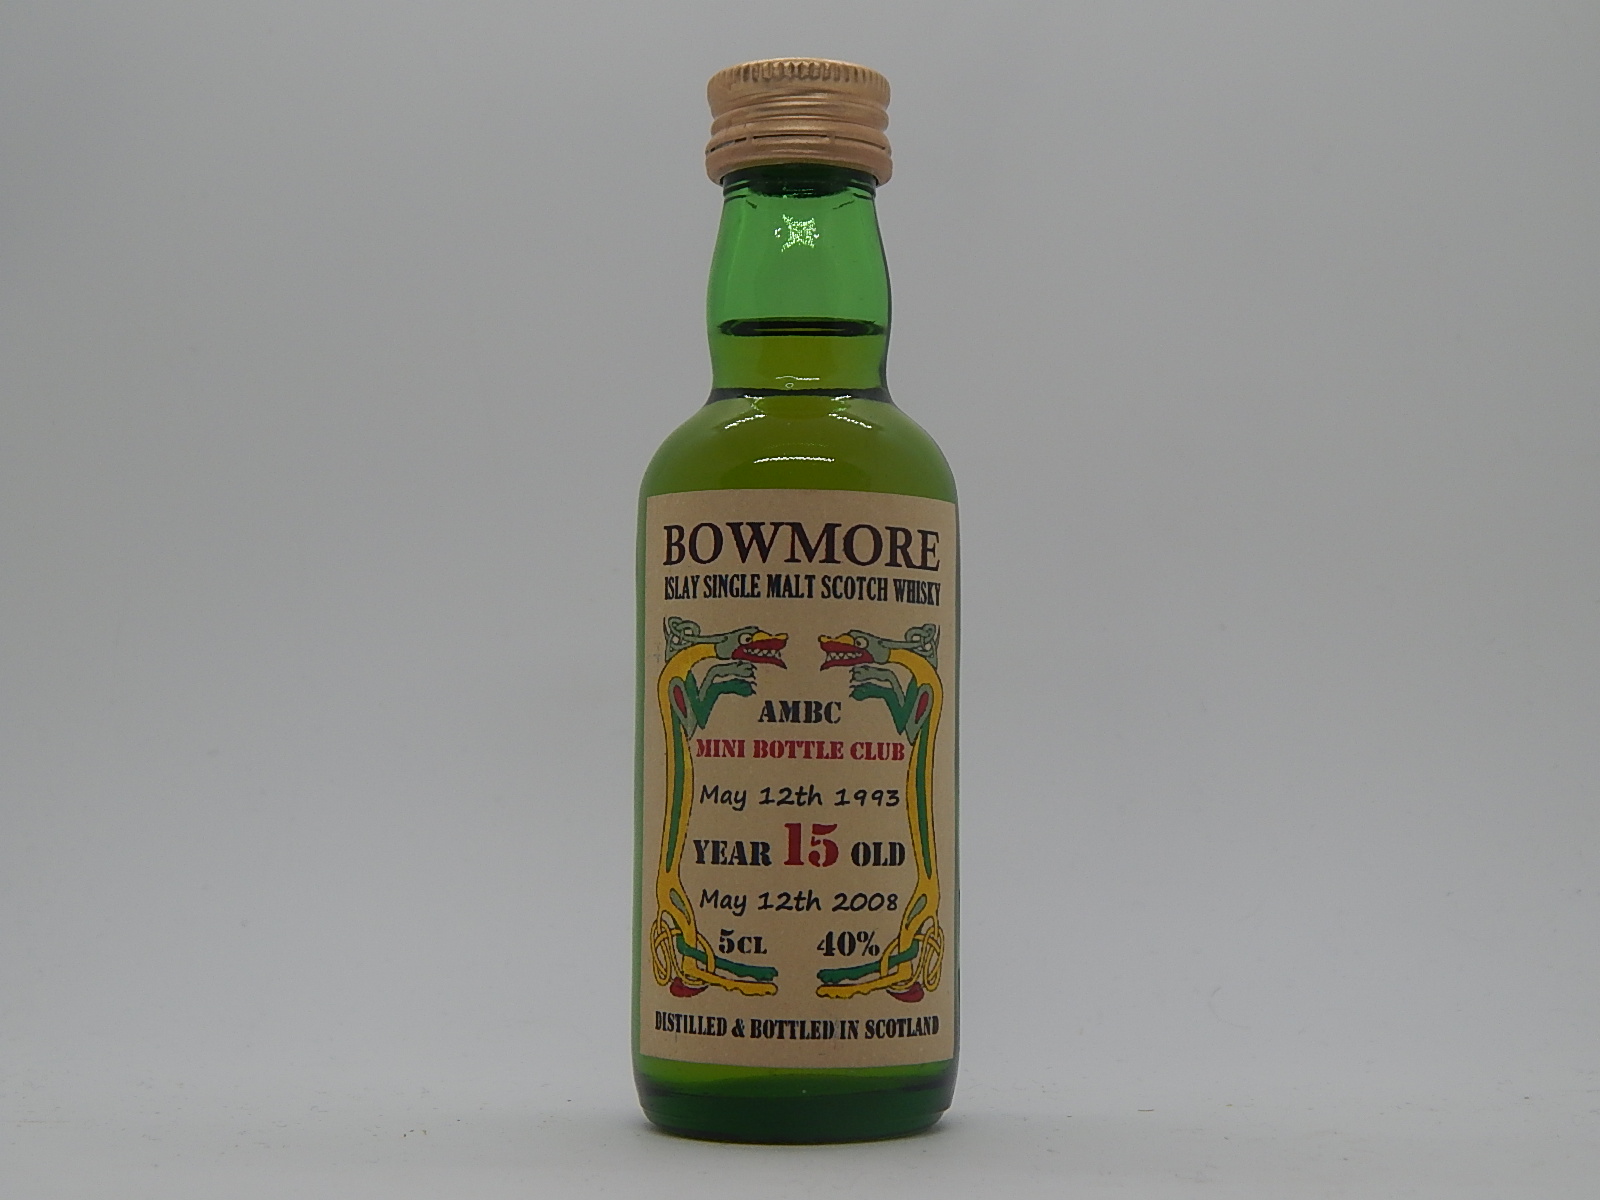 BOWMORE
ISLAY SINGLE MALT SCOTCH WHISKY
AMBC
MINI BOTTLE CLUB
May 12th 1993
YEAR 15 OLD
May 12th 2008
5CL 40%
DISTILLED & BOTTLED IN SCOTLAND